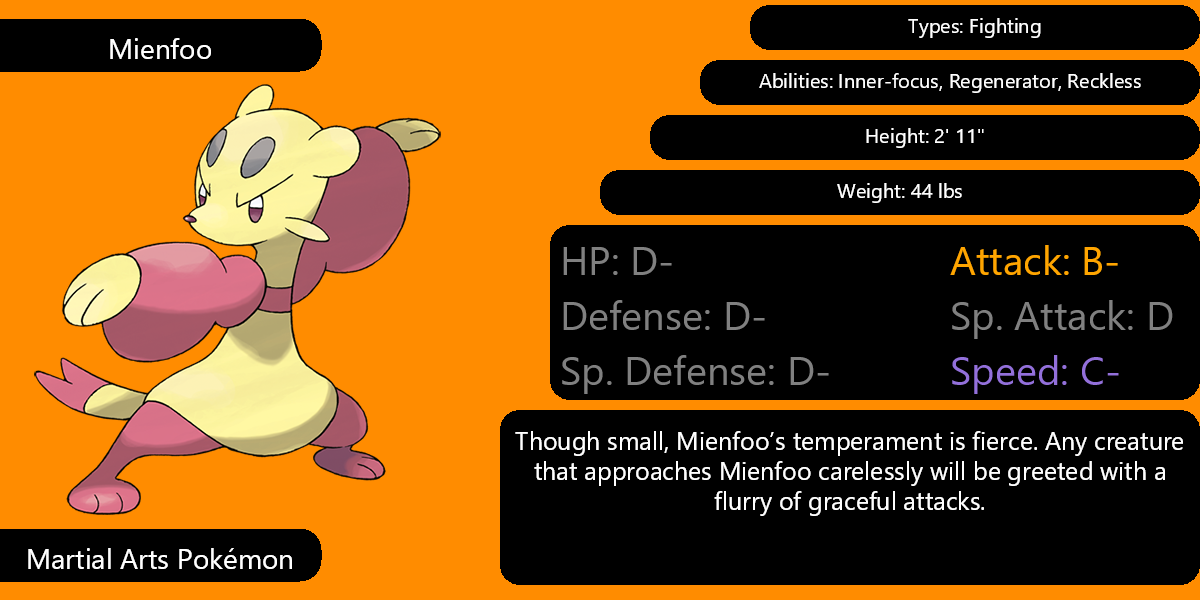 Mienfoo
Types: Fighting
Abilities: Inner-focus, Regenerator, Reckless
Height: 2' 11"
Weight: 44 lbs
HP: D-
Attack: B-
Defense: D-
Sp. Attack: D
Sp. Defense: D-
Speed: C-
Though small, Mienfoo’s temperament is fierce. Any creature
that approaches Mienfoo carelessly will be greeted with a
flurry of graceful attacks.
Martial Arts Pokémon